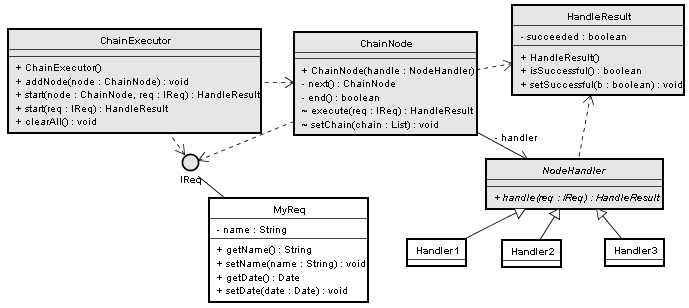 ChainExecutor
+ ChainExecutor()
+ addNode(node : ChainNode) : void
+ start(node : ChainNode, req : IReq) : HandleResult
+ start(req : IReq) : HandleResult
+ clearAll() : void
ChainNode
+ ChainNode(handle : NodeHandler)
- next() : ChainNode
- end() : boolean
~ execute(req : IReq) : HandleResult
~ setChain(chain : List) : void
HandleResult
- succeeded : boolean
+ HandleResult()
+ isSuccessful() : boolean
+ setSuccessful(b : boolean) : void
- handler
IReq
NodeHandler
+ handle(req : IReq) : HandleResult
MyReq
- name : String
+ getName() : String
+ setName(name : String) : void
+ getDate() : Date
+ setDate(date : Date) : void
Handler1
Handler2
Handler3